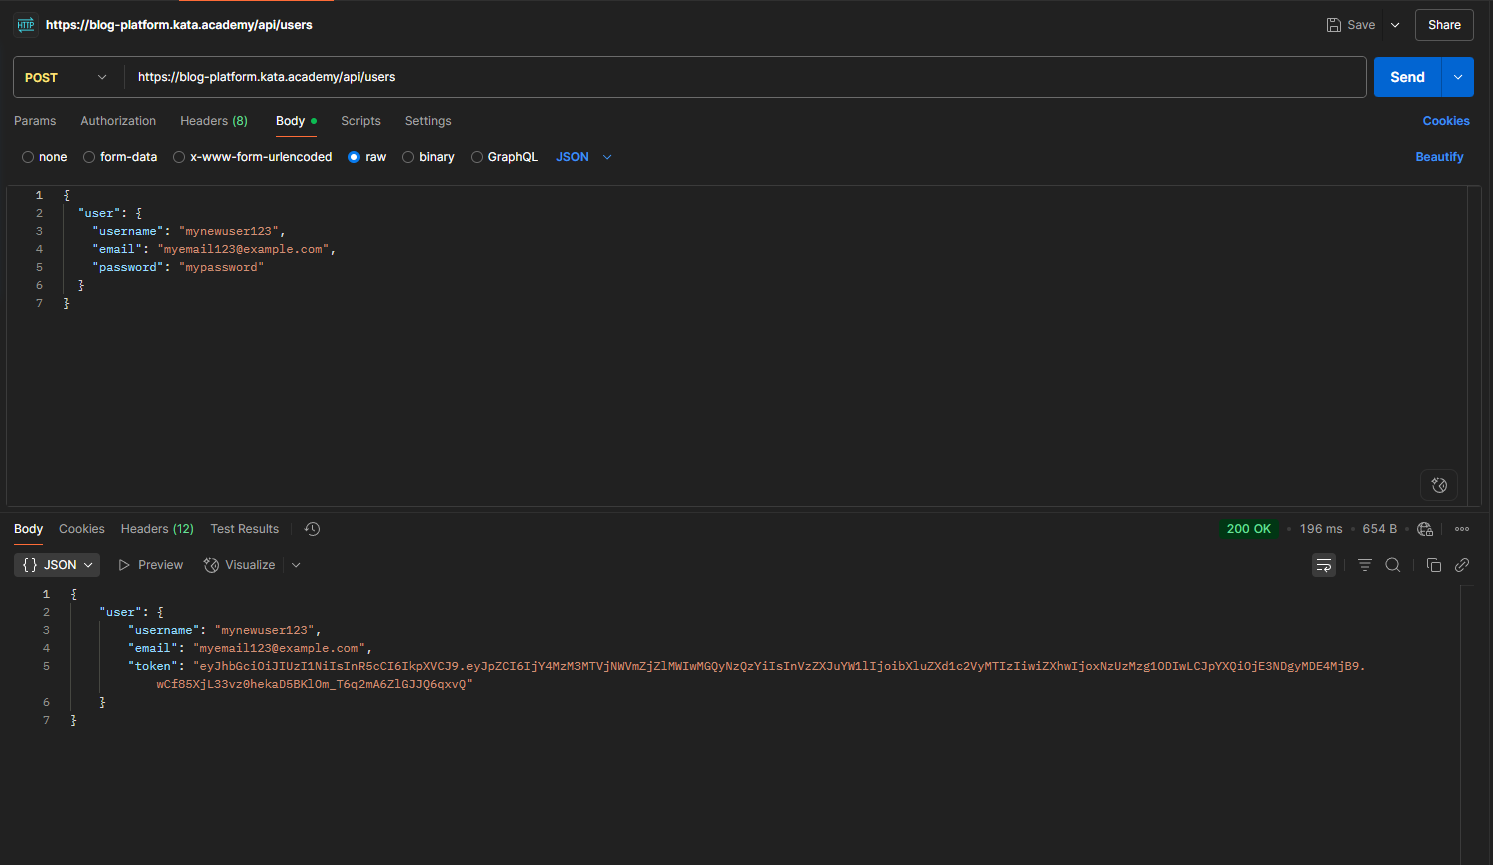 HTTP https://blog-platform.kata.academy/api/users Save Share
POST https://blog-platform.kata.academy/api/users Send
Params Authorization Headers (8) Body Scripts Settings Cookies
none form-data x-www-form-urlencoded raw binary GraphQL JSON Beautify
1 {
2 "user": {
3 "username": "mynewuser123",
4 "email": "myemail123@example.com",
5 "password": "mypassword"
6 }
7 }
Body Cookies Headers (12) Test Results 200 OK • 196 ms • 654 B •
{} JSON Preview Visualize
1 {
2 "user": {
3 "username": "mynewuser123",
4 "email": "myemail123@example.com",
5 "token": "eyJhbGciOiJIUzI1NiIsInR5cCI6IkpXVCJ9.eyJpZCI6IjY4MzM3MTVjNWVmZjZlMWIwMGQyNzQzYiIsInVzZXJuYW1lIjoibXluZXd1c2VyMTIzIiwiZXhwIjoxNzUzMzg1ODIwLCJpYXQiOjE3NDgyMDE4MjB9.
wCf85XjL33vz0hekaD5BKlOm_T6q2mA6ZlGJJQ6qxvQ"
6 }
7 }